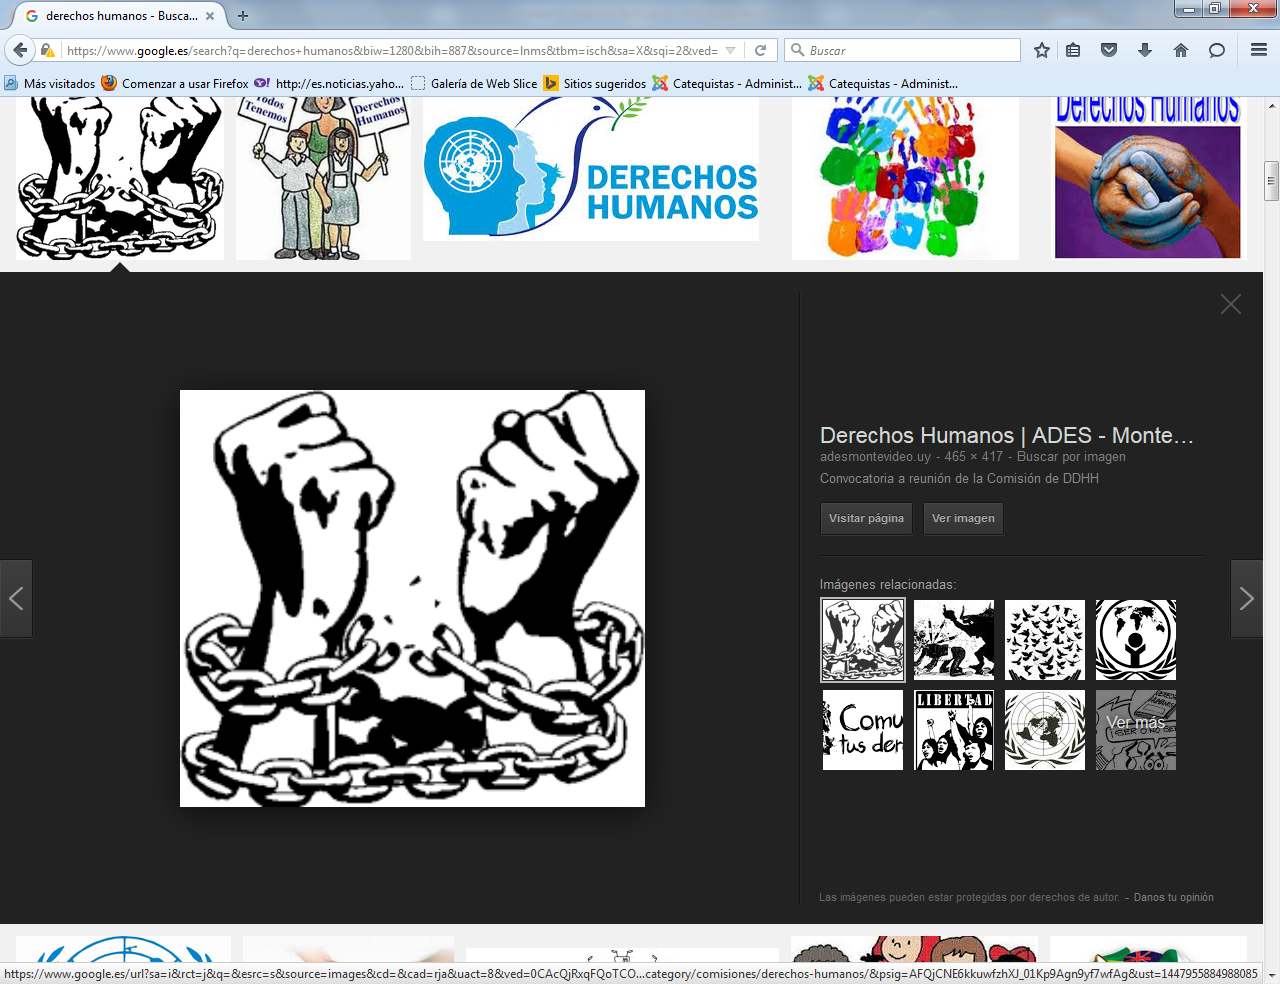 derechos humanos - Busca...
https://www.google.es/search?q=derechos+humanos&biw=1280&bih=887&source=lnms&tbm=isch&sa=X&sqi=2&ved=
Buscar
Más visitados
Comenzar a usar Firefox
http://es.noticias.yaho...
Galería de Web Slice
Sitios sugeridos
Catequistas - Administ...
Catequistas - Administ...
Todos
Tenemos
Derechos
Humanos
DERECHOS
HUMANOS
Derechos Humanos
Derechos Humanos | ADES - Monte...
adesmontevideo.uy - 465 × 417 - Buscar por imagen
Convocatoria a reunión de la Comisión de DDHH
Visitar página
Ver imagen
Imágenes relacionadas:
Comu
tus der
LIBERTAD
Ver más
Las imágenes pueden estar protegidas por derechos de autor. - Danos tu opinión
https://www.google.es/url?sa=i&rct=j&q=&esrc=s&source=images&cd=&cad=rja&uact=8&ved=0CAcQjRxqFQoTCO...category/comisiones/derechos-humanos/&psig=AFQjCNE6kkuwfzhXJ_01Kp9Agn9yf7wfAg&ust=1447955884988085